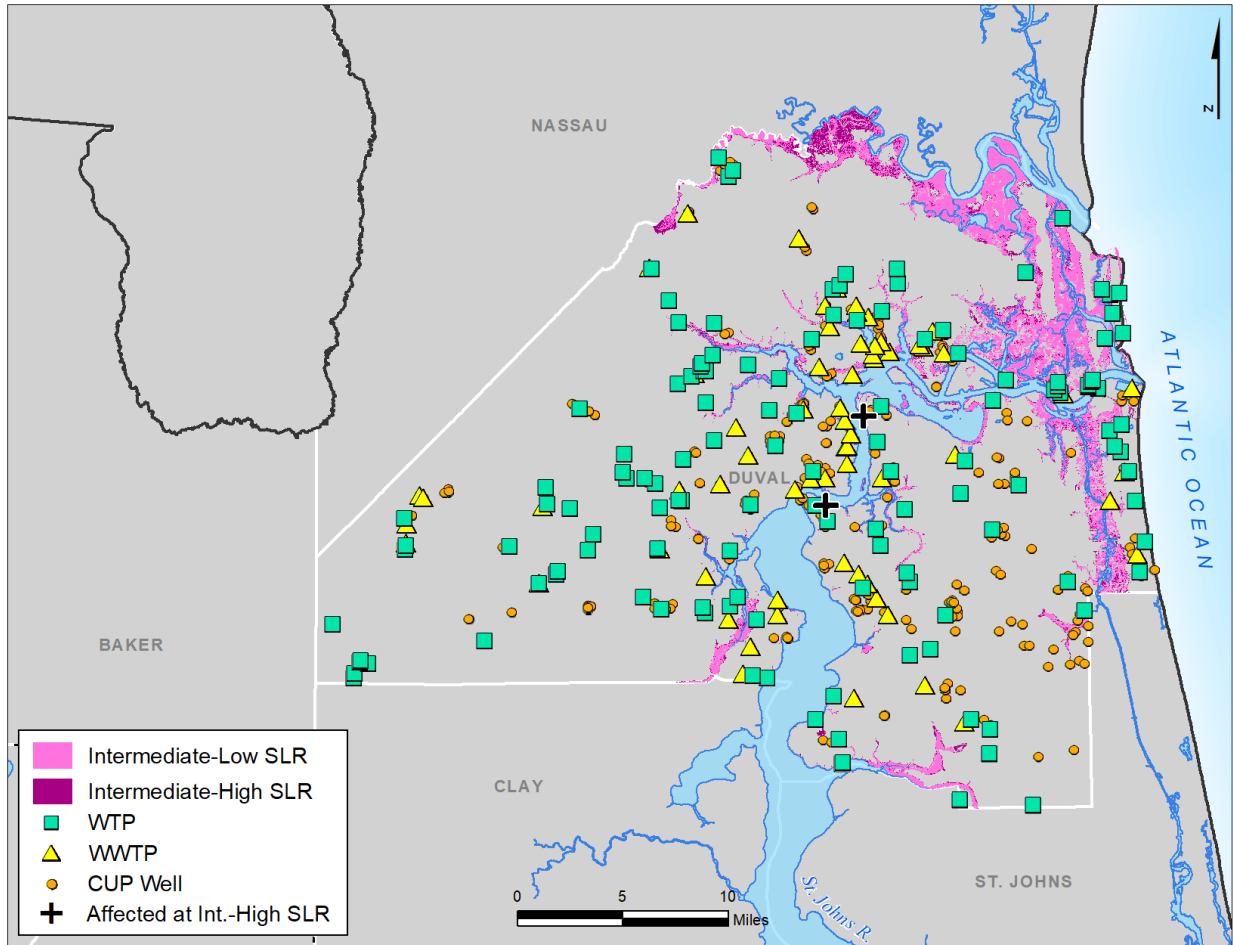 N
NASSAU
ATLANTIC OCEAN
DUVAL
BAKER
CLAY
ST. JOHNS
St. Johns R.
Intermediate-Low SLR
Intermediate-High SLR
WTP
WWTP
CUP Well
Affected at Int.-High SLR
0 5 10
Miles